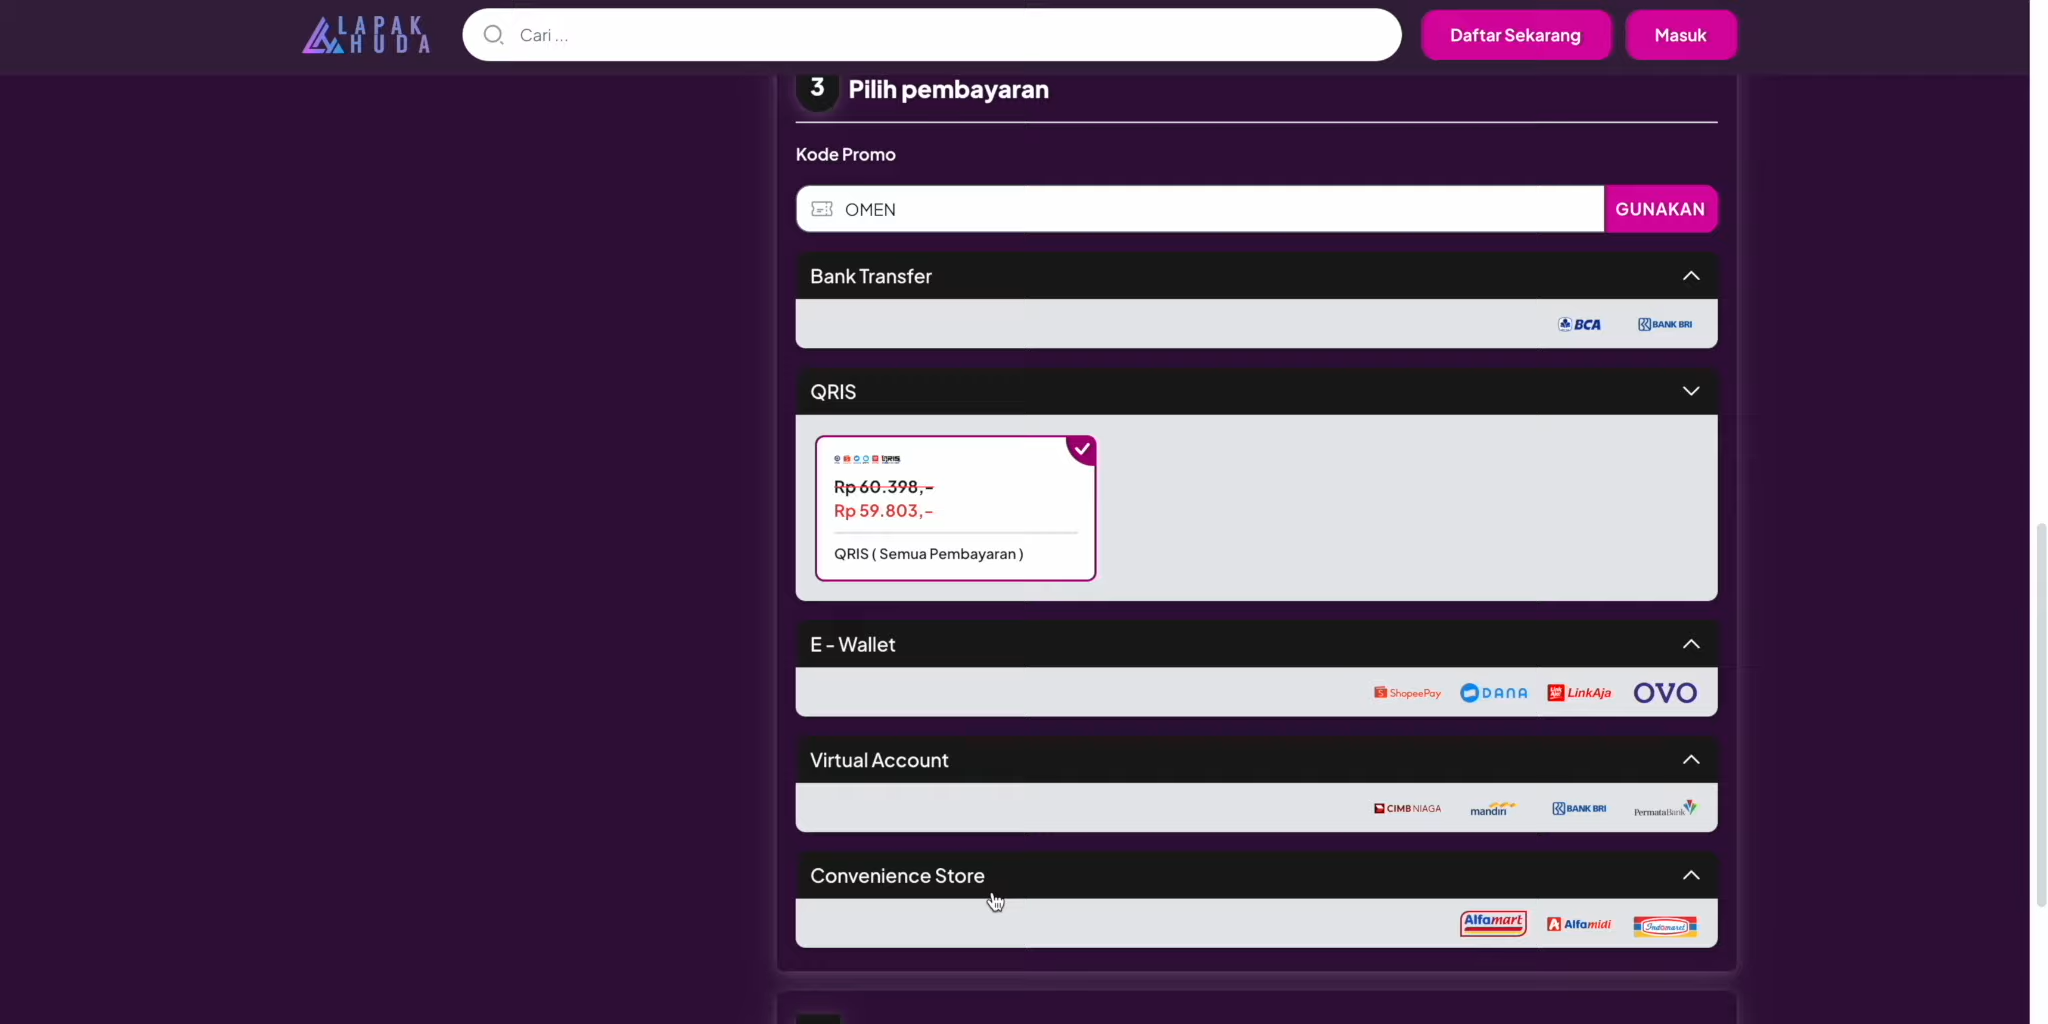 LAPAK
HUDA
Cari ...
Daftar Sekarang
Masuk
3
Pilih pembayaran
Kode Promo
OMEN
GUNAKAN
Bank Transfer
BCA
BANK BRI
QRIS
QRIS
Rp 60.398,-
Rp 59.803,-
QRIS ( Semua Pembayaran )
E - Wallet
ShopeePay
DANA
LinkAja
OVO
Virtual Account
CIMB NIAGA
mandiri
BANK BRI
PermataBank
Convenience Store
Alfamart
Alfamidi
Indomaret